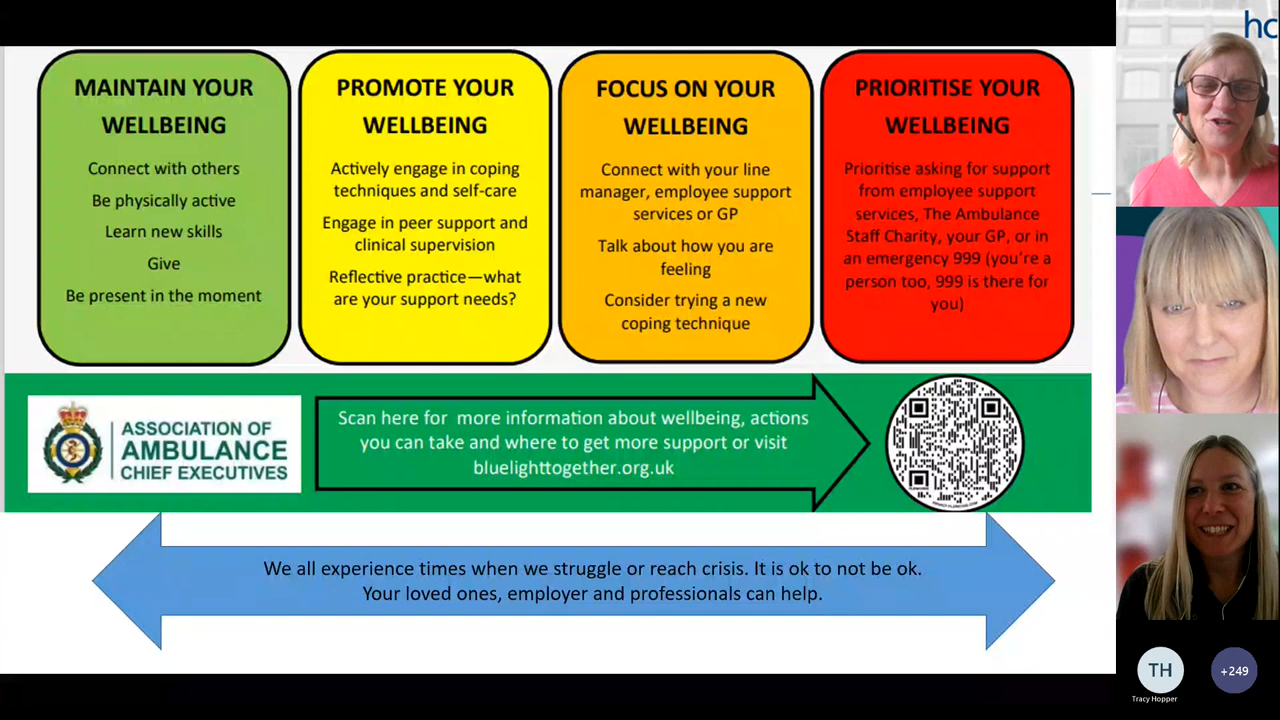 MAINTAIN YOUR
WELLBEING
Connect with others
Be physically active
Learn new skills
Give
Be present in the moment
PROMOTE YOUR
WELLBEING
Actively engage in coping
techniques and self-care
Engage in peer support and
clinical supervision
Reflective practice—what
are your support needs?
FOCUS ON YOUR
WELLBEING
Connect with your line
manager, employee support
services or GP
Talk about how you are
feeling
Consider trying a new
coping technique
PRIORITISE YOUR
WELLBEING
Prioritise asking for support
from employee support
services, The Ambulance
Staff Charity, your GP, or in
an emergency 999 (you're a
person too, 999 is there for
you)
ASSOCIATION OF
AMBULANCE
CHIEF EXECUTIVES
Scan here for more information about wellbeing, actions
you can take and where to get more support or visit
bluelighttogether.org.uk
We all experience times when we struggle or reach crisis. It is ok to not be ok.
Your loved ones, employer and professionals can help.
hc
TH
Tracy Hopper
+249